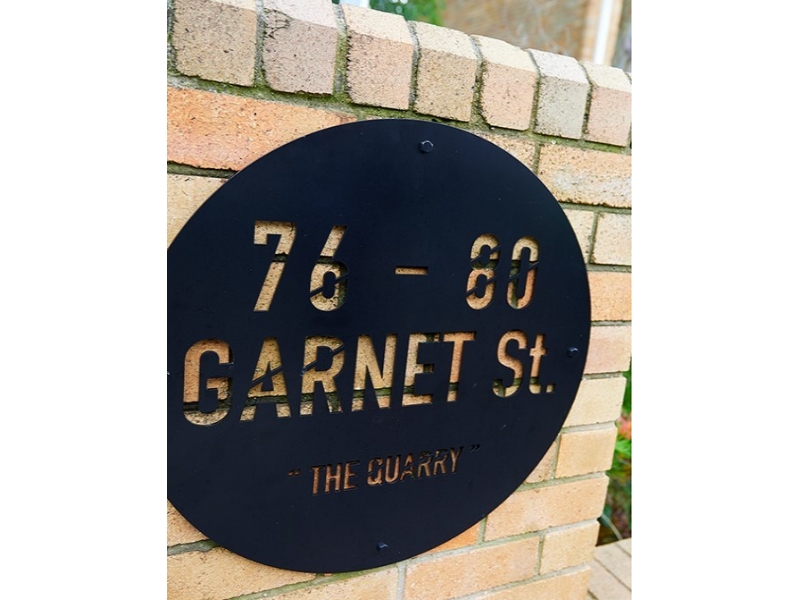 76 - 80
GARNET St.
"THE QUARRY"